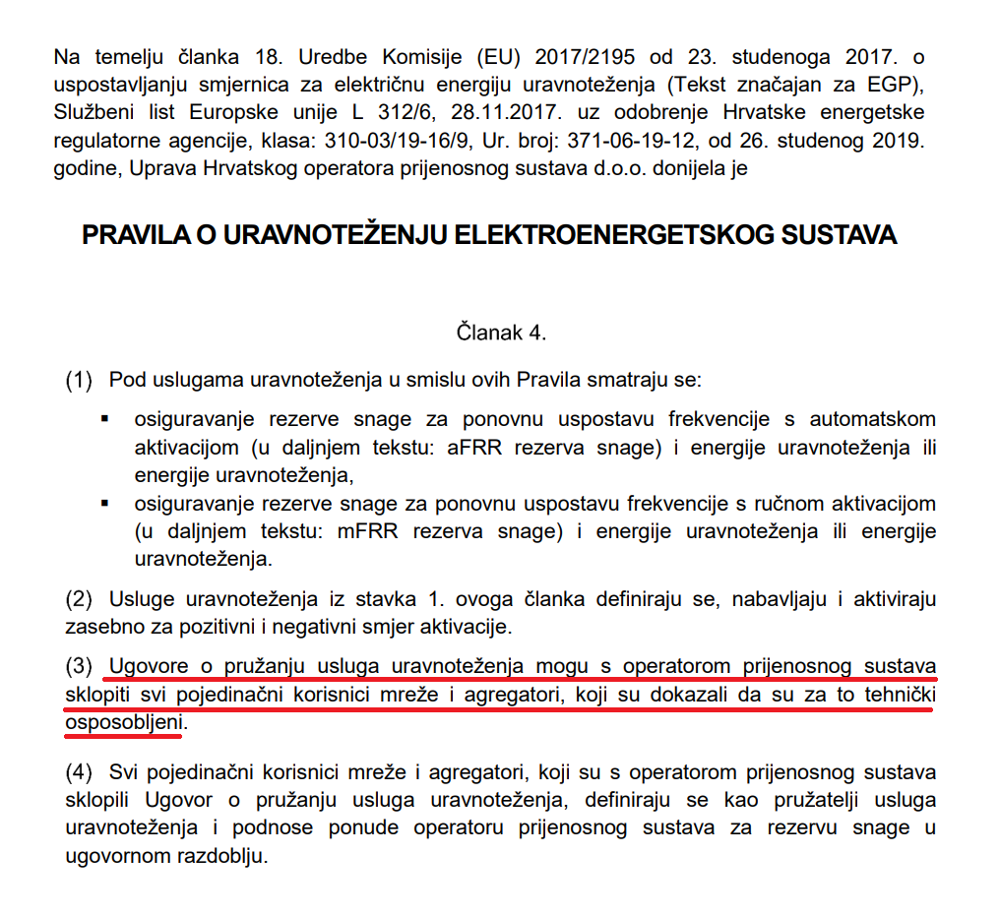 Na temelju članka 18. Uredbe Komisije (EU) 2017/2195 od 23. studenoga 2017. o
uspostavljanju smjernica za električnu energiju uravnoteženja (Tekst značajan za EGP),
Službeni list Europske unije L 312/6, 28.11.2017. uz odobrenje Hrvatske energetske
regulatorne agencije, klasa: 310-03/19-16/9, Ur. broj: 371-06-19-12, od 26. studenog 2019.
godine, Uprava Hrvatskog operatora prijenosnog sustava d.o.o. donijela je
PRAVILA O URAVNOTEŽENJU ELEKTROENERGETSKOG SUSTAVA
Članak 4.
(1) Pod uslugama uravnoteženja u smislu ovih Pravila smatraju se:
▪ osiguravanje rezerve snage za ponovnu uspostavu frekvencije s automatskom
aktivacijom (u daljnjem tekstu: aFRR rezerva snage) i energije uravnoteženja ili
energije uravnoteženja,
▪ osiguravanje rezerve snage za ponovnu uspostavu frekvencije s ručnom aktivacijom
(u daljnjem tekstu: mFRR rezerva snage) i energije uravnoteženja ili energije
uravnoteženja.
(2) Usluge uravnoteženja iz stavka 1. ovoga članka definiraju se, nabavljaju i aktiviraju
zasebno za pozitivni i negativni smjer aktivacije.
(3) Ugovore o pružanju usluga uravnoteženja mogu s operatorom prijenosnog sustava
sklopiti svi pojedinačni korisnici mreže i agregatori, koji su dokazali da su za to tehnički
osposobljeni.
(4) Svi pojedinačni korisnici mreže i agregatori, koji su s operatorom prijenosnog sustava
sklopili Ugovor o pružanju usluga uravnoteženja, definiraju se kao pružatelji usluga
uravnoteženja i podnose ponude operatoru prijenosnog sustava za rezervu snage u
ugovornom razdoblju.